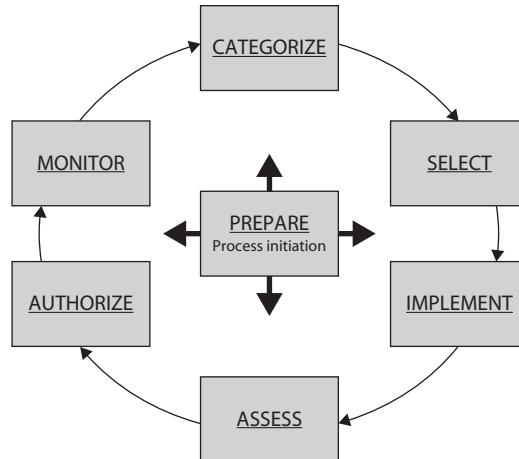 CATEGORIZE
MONITOR
SELECT
PREPARE
Process initiation
AUTHORIZE
IMPLEMENT
ASSESS